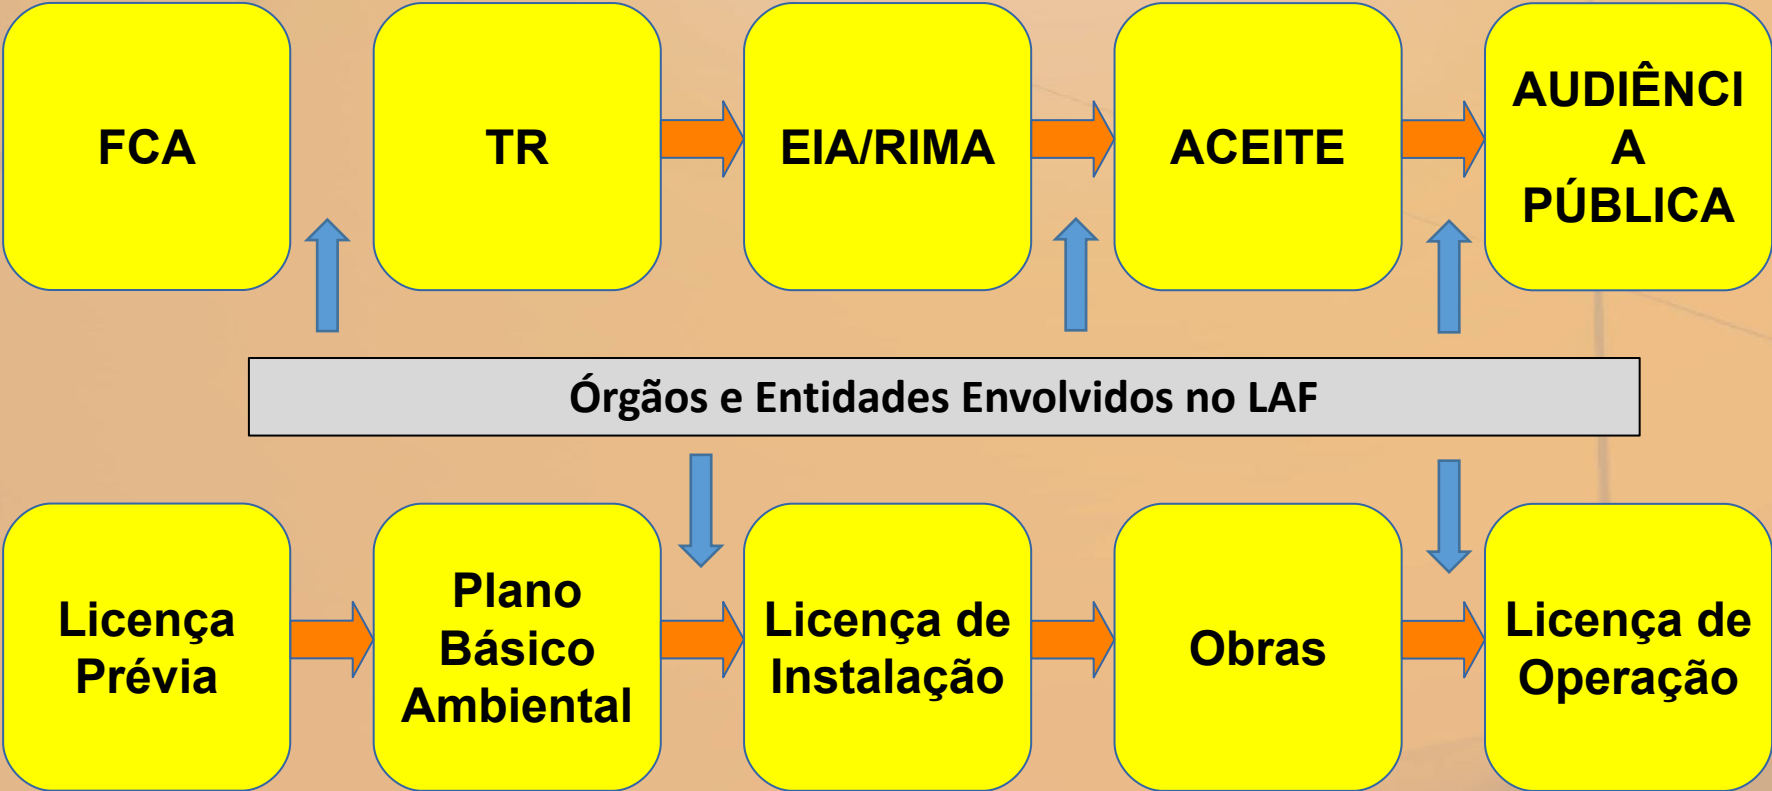 FCA
TR
EIA/RIMA
ACEITE
AUDIÊNCI
A
PÚBLICA
Órgãos e Entidades Envolvidos no LAF
Licença
Prévia
Plano
Básico
Ambiental
Licença de
Instalação
Obras
Licença de
Operação